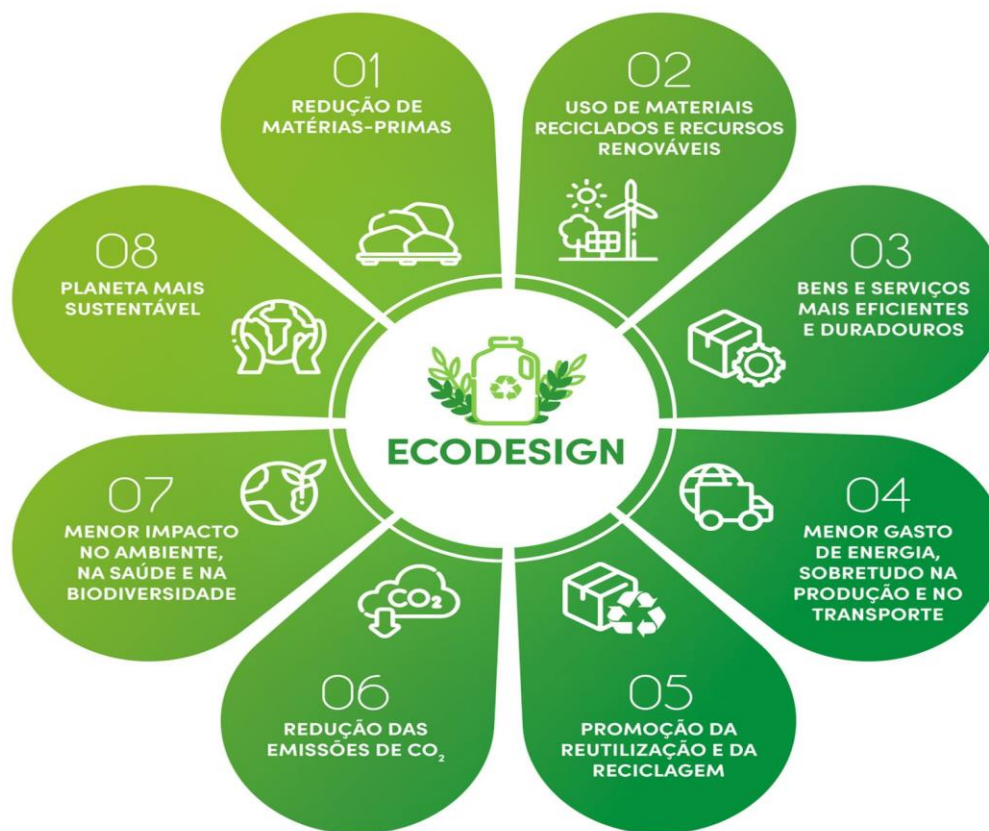 01
REDUÇÃO DE
MATÉRIAS-PRIMAS
02
USO DE MATERIAIS
RECICLADOS E RECURSOS
RENOVÁVEIS
03
BENS E SERVIÇOS
MAIS EFICIENTES
E DURADOUROS
04
MENOR GASTO
DE ENERGIA,
SOBRETUDO NA
PRODUÇÃO E NO
TRANSPORTE
05
PROMOÇÃO DA
REUTILIZAÇÃO E DA
RECICLAGEM
CO₂
06
REDUÇÃO DAS
EMISSÕES DE CO₂
07
MENOR IMPACTO
NO AMBIENTE,
NA SAÚDE E NA
BIODIVERSIDADE
08
PLANETA MAIS
SUSTENTÁVEL
ECODESIGN